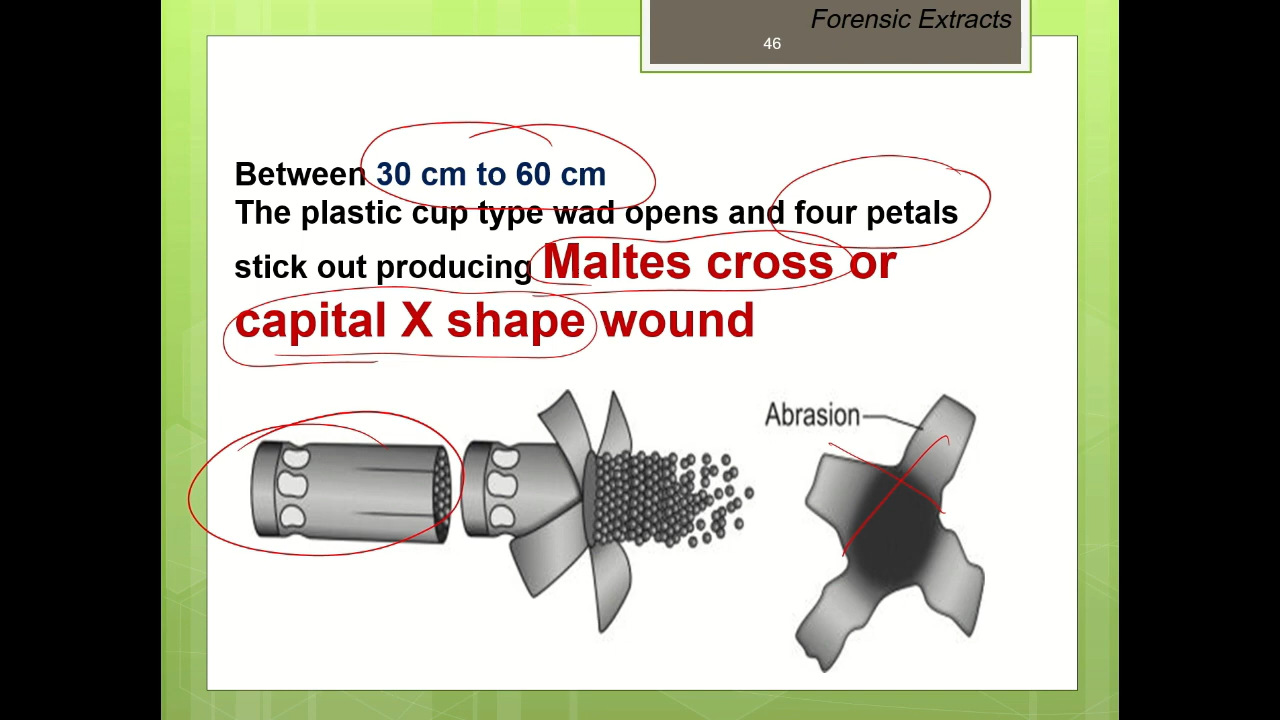 Forensic Extracts
46
Between 30 cm to 60 cm
The plastic cup type wad opens and four petals
stick out producing Maltes cross or
capital X shape wound
Abrasion